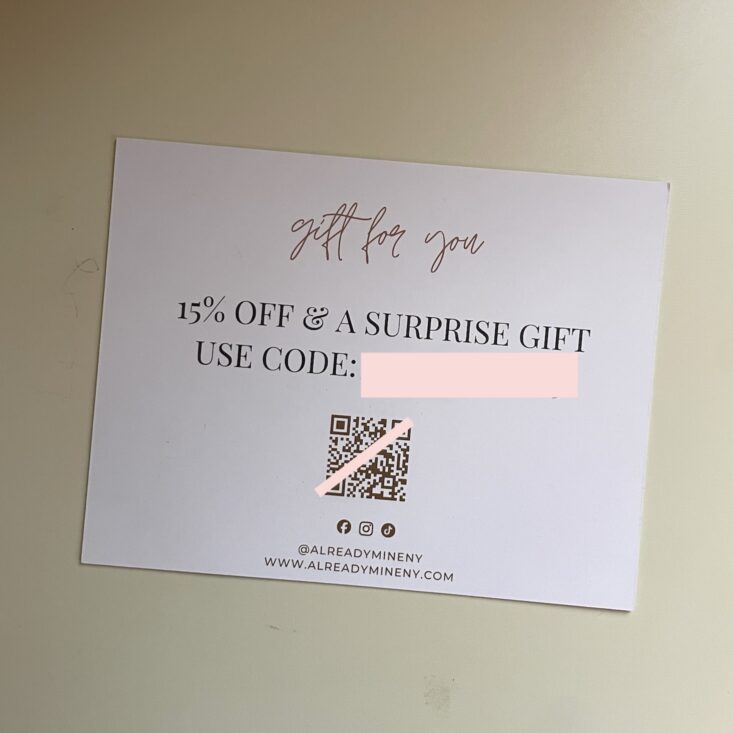 gift for you
15% OFF & A SURPRISE GIFT
USE CODE:
@ALREADYMINENY
WWW.ALREADYMINENY.COM